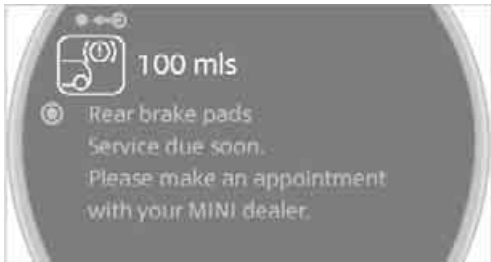 100 mls
Rear brake pads
Service due soon.
Please make an appointment
with your MINI dealer.